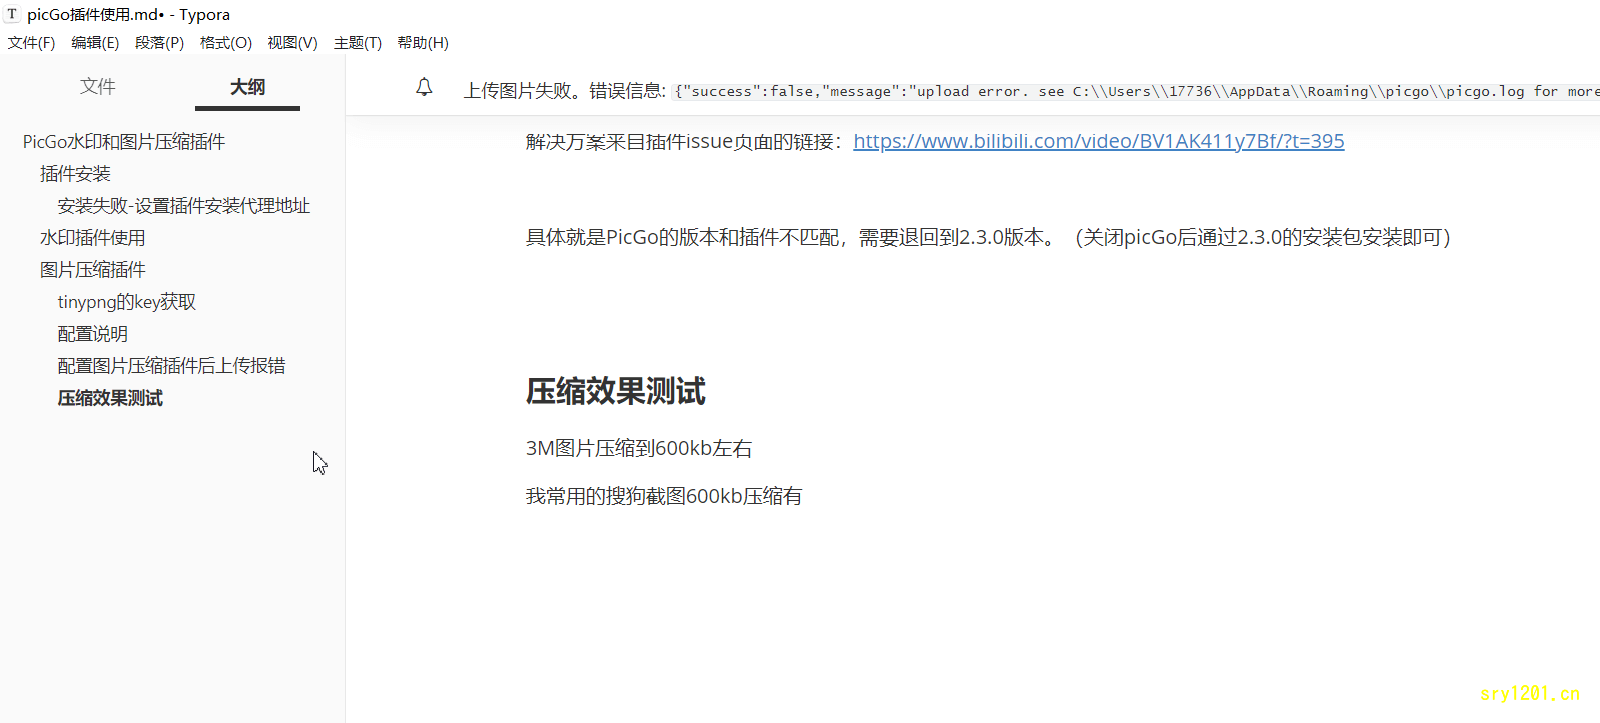 picGo插件使用.md• - Typora
文件(F) 编辑(E) 段落(P) 格式(O) 视图(V) 主题(T) 帮助(H)
文件 大纲
PicGo水印和图片压缩插件
插件安装
安装失败-设置插件安装代理地址
水印插件使用
图片压缩插件
tinypng的key获取
配置说明
配置图片压缩插件后上传报错
压缩效果测试
上传图片失败。错误信息: {"success":false,"message":"upload error. see C:\\Users\\17736\\AppData\\Roaming\\picgo\\picgo.log for more
解决方案来自插件issue页面的链接：https://www.bilibili.com/video/BV1AK411y7Bf/?t=395
具体就是PicGo的版本和插件不匹配，需要退回到2.3.0版本。（关闭picGo后通过2.3.0的安装包安装即可）
压缩效果测试
3M图片压缩到600kb左右
我常用的搜狗截图600kb压缩有
sry1201.cn